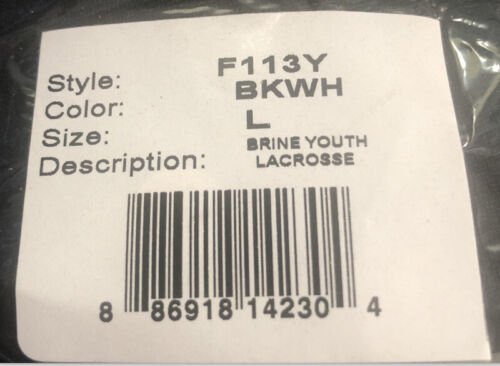 Style: F113Y
Color: BKWH
Size: L
Description: BRINE YOUTH
LACROSSE
8 86918 14230 4